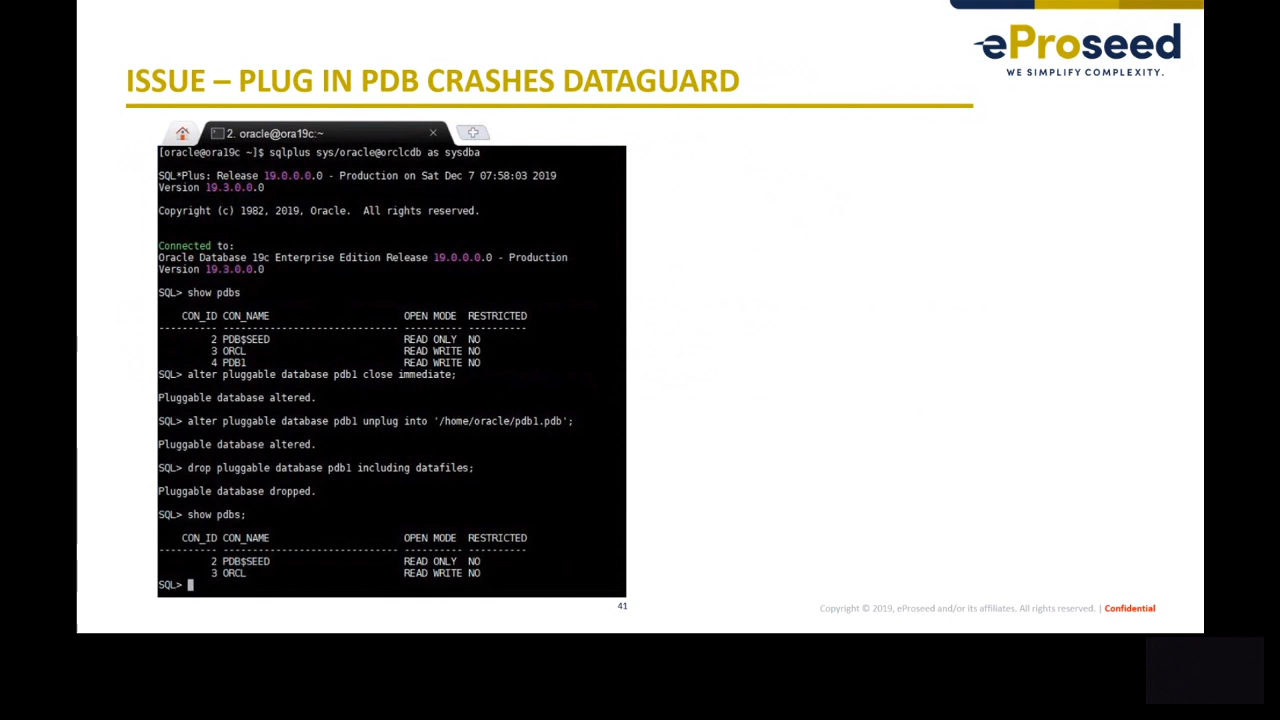 eProseed
WE SIMPLIFY COMPLEXITY.
ISSUE – PLUG IN PDB CRASHES DATAGUARD
2. oracle@ora19c:~
[oracle@ora19c ~]$ sqlplus sys/oracle@orclcdb as sysdba
SQL*Plus: Release 19.0.0.0.0 - Production on Sat Dec 7 07:58:03 2019
Version 19.3.0.0.0
Copyright (c) 1982, 2019, Oracle.  All rights reserved.
Connected to:
Oracle Database 19c Enterprise Edition Release 19.0.0.0.0 - Production
Version 19.3.0.0.0
SQL> show pdbs
CON_ID CON_NAME OPEN MODE RESTRICTED
---------- ------------------------------ ---------- ----------
2 PDB$SEED READ ONLY NO
3 ORCL READ WRITE NO
4 PDB1 READ WRITE NO
SQL> alter pluggable database pdb1 close immediate;
Pluggable database altered.
SQL> alter pluggable database pdb1 unplug into '/home/oracle/pdb1.pdb';
Pluggable database altered.
SQL> drop pluggable database pdb1 including datafiles;
Pluggable database dropped.
SQL> show pdbs;
CON_ID CON_NAME OPEN MODE RESTRICTED
---------- ------------------------------ ---------- ----------
2 PDB$SEED READ ONLY NO
3 ORCL READ WRITE NO
SQL>
41
Copyright © 2019, eProseed and/or its affiliates. All rights reserved. | Confidential